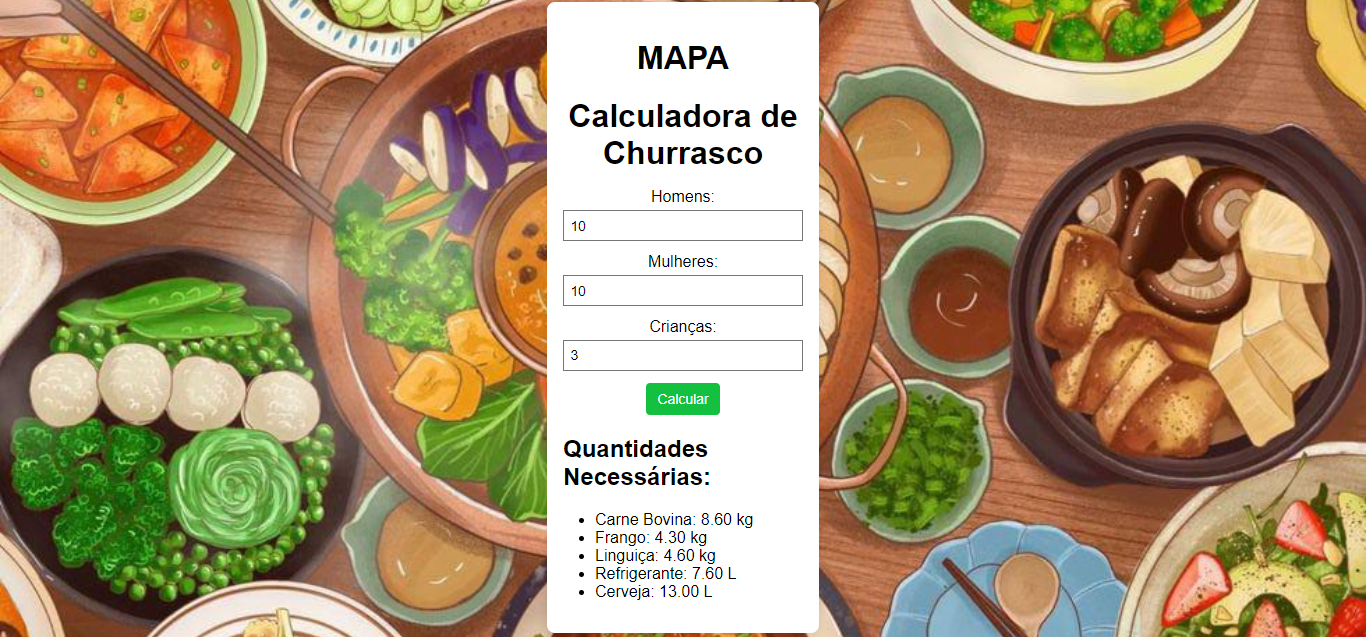 MAPA
Calculadora de
Churrasco
Homens:
10
Mulheres:
10
Crianças:
3
Calcular
Quantidades
Necessárias:
• Carne Bovina: 8.60 kg
• Frango: 4.30 kg
• Linguiça: 4.60 kg
• Refrigerante: 7.60 L
• Cerveja: 13.00 L